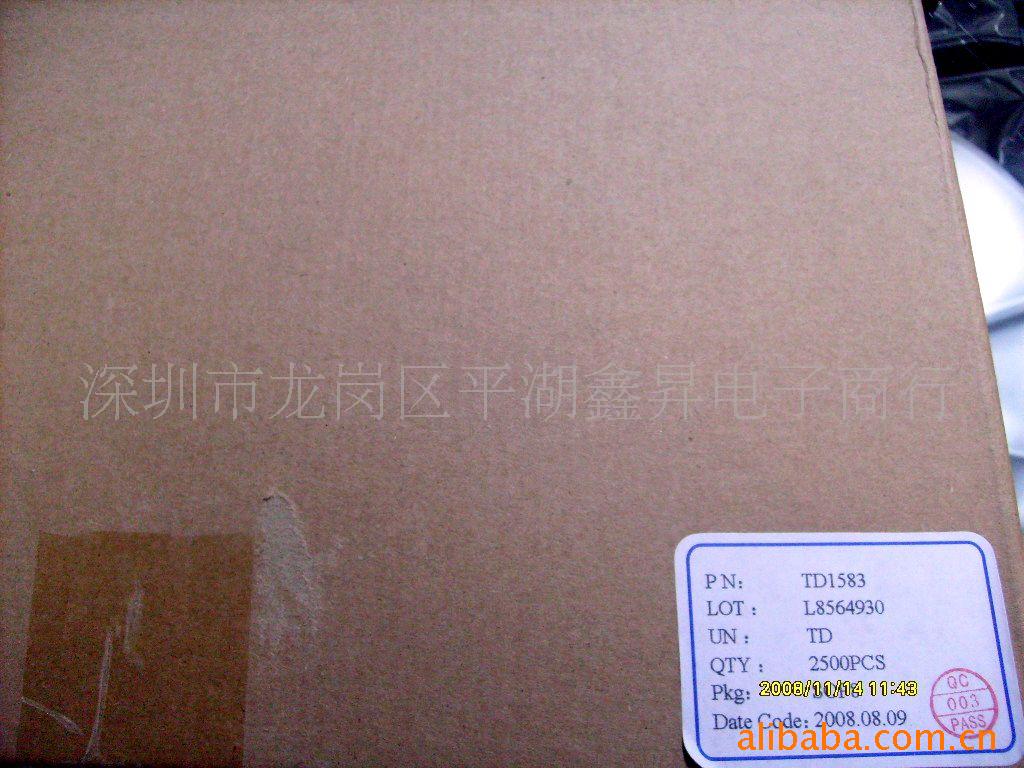 深圳市龙岗区平湖鑫昇电子商行
PN: TD1583
LOT: L8564930
UN: TD
QTY: 2500PCS
Pkg:
2008/11/14 11:43
Date Code: 2008.08.09
QC
003
PASS
alibaba.com.cn